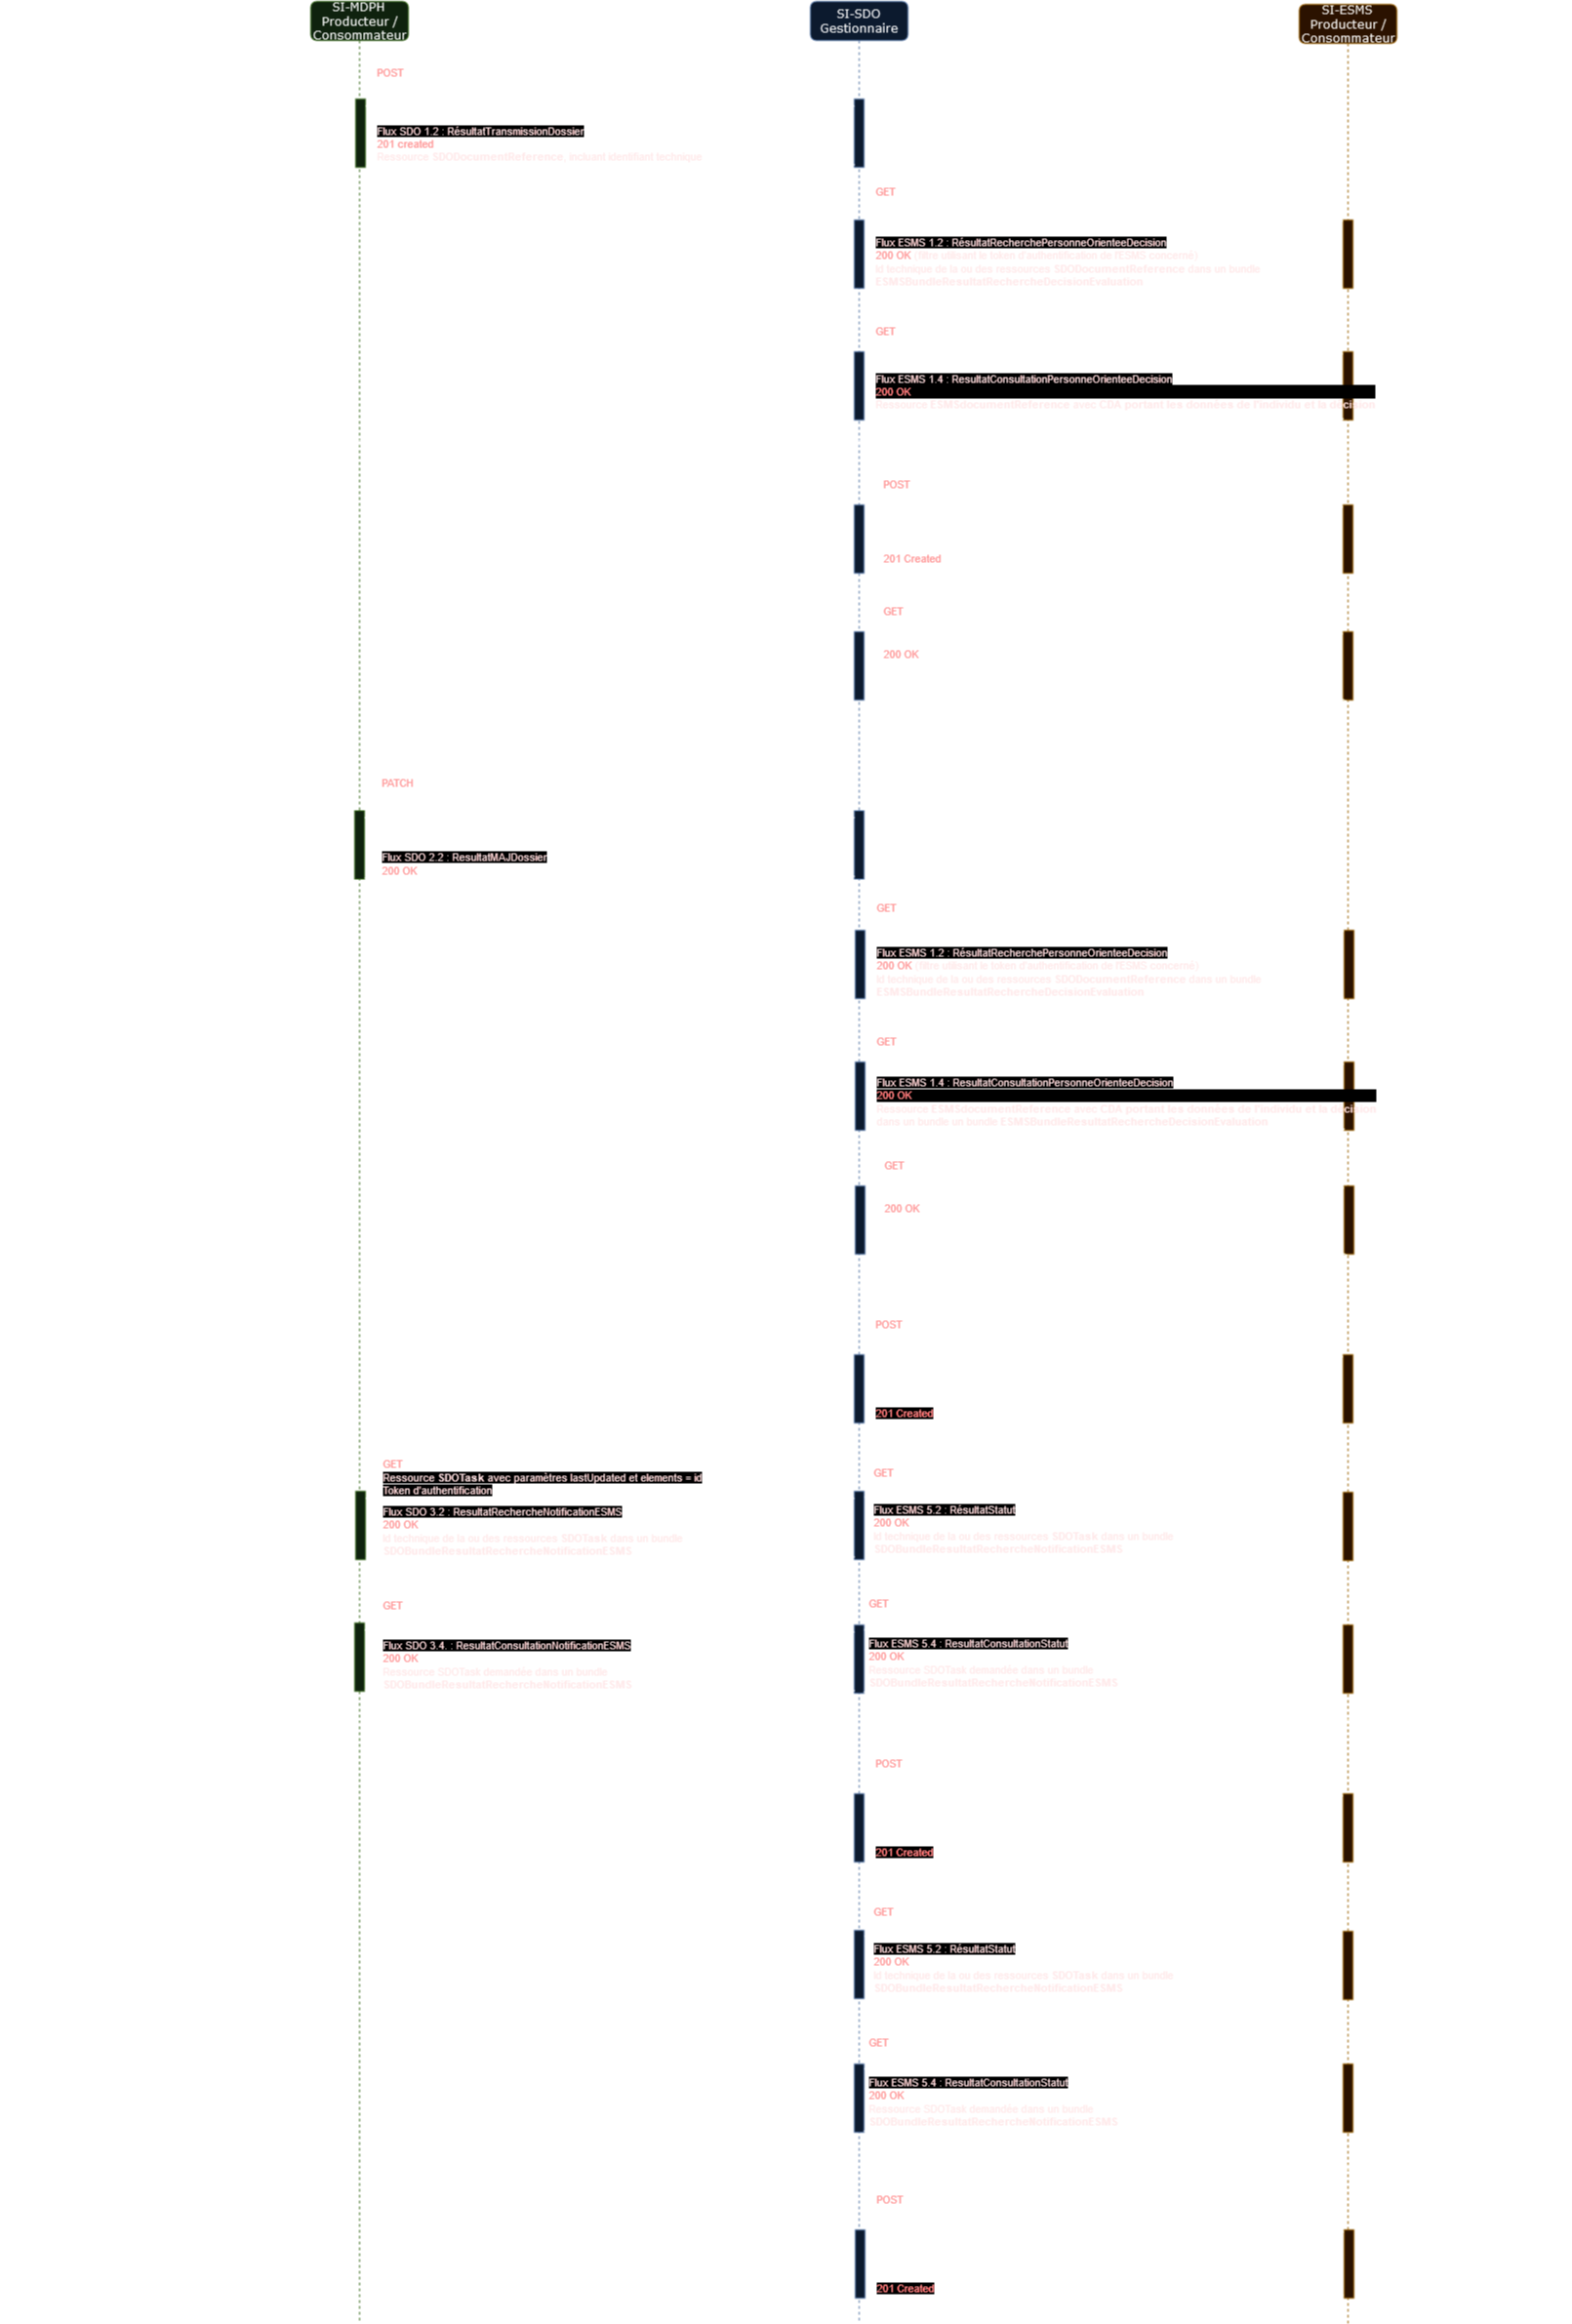 SI-MDPH
Producteur /
Consommateur
SI-SDO
Gestionnaire
SI-ESMS
Producteur /
Consommateur
POST
Flux SDO 1.2 : RésultatTransmissionDossier
201 created
Ressource SDODocumentReference, incluant identifiant technique
GET
Flux ESMS 1.2 : RésultatRecherchePersonneOrienteeDecision
200 OK (filtre utilisant le token d'authentification de l'ESMS concerné)
Id technique de la ou des ressources SDODocumentReference dans un bundle
ESMSBundleResultatRechercheDecisionEvaluation
GET
Flux ESMS 1.4 : ResultatConsultationPersonneOrienteeDecision
200 OK
Ressource ESMSdocumentReference avec CDA portant les données de l'individu et la décision
POST
201 Created
GET
200 OK
PATCH
Flux SDO 2.2 : ResultatMAJDossier
200 OK
GET
Flux ESMS 1.2 : RésultatRecherchePersonneOrienteeDecision
200 OK (filtre utilisant le token d'authentification de l'ESMS concerné)
Id technique de la ou des ressources SDODocumentReference dans un bundle
ESMSBundleResultatRechercheDecisionEvaluation
GET
Flux ESMS 1.4 : ResultatConsultationPersonneOrienteeDecision
200 OK
Ressource ESMSdocumentReference avec CDA portant les données de l'individu et la décision
dans un bundle un bundle ESMSBundleResultatRechercheDecisionEvaluation
GET
200 OK
POST
201 Created
GET
Ressource SDOTask avec paramètres lastUpdated et elements = id
Token d'authentification
Flux SDO 3.2 : ResultatRechercheNotificationESMS
200 OK
Id technique de la ou des ressources SDOTask dans un bundle
SDOBundleResultatRechercheNotificationESMS
GET
Flux ESMS 5.2 : RésultatStatut
200 OK
Id technique de la ou des ressources SDOTask dans un bundle
SDOBundleResultatRechercheNotificationESMS
GET
Flux SDO 3.4. : ResultatConsultationNotificationESMS
200 OK
Ressource SDOTask demandée dans un bundle
SDOBundleResultatRechercheNotificationESMS
GET
Flux ESMS 5.4 : ResultatConsultationStatut
200 OK
Ressource SDOTask demandée dans un bundle
SDOBundleResultatRechercheNotificationESMS
POST
201 Created
GET
Flux ESMS 5.2 : RésultatStatut
200 OK
Id technique de la ou des ressources SDOTask dans un bundle
SDOBundleResultatRechercheNotificationESMS
GET
Flux ESMS 5.4 : ResultatConsultationStatut
200 OK
Ressource SDOTask demandée dans un bundle
SDOBundleResultatRechercheNotificationESMS
POST
201 Created